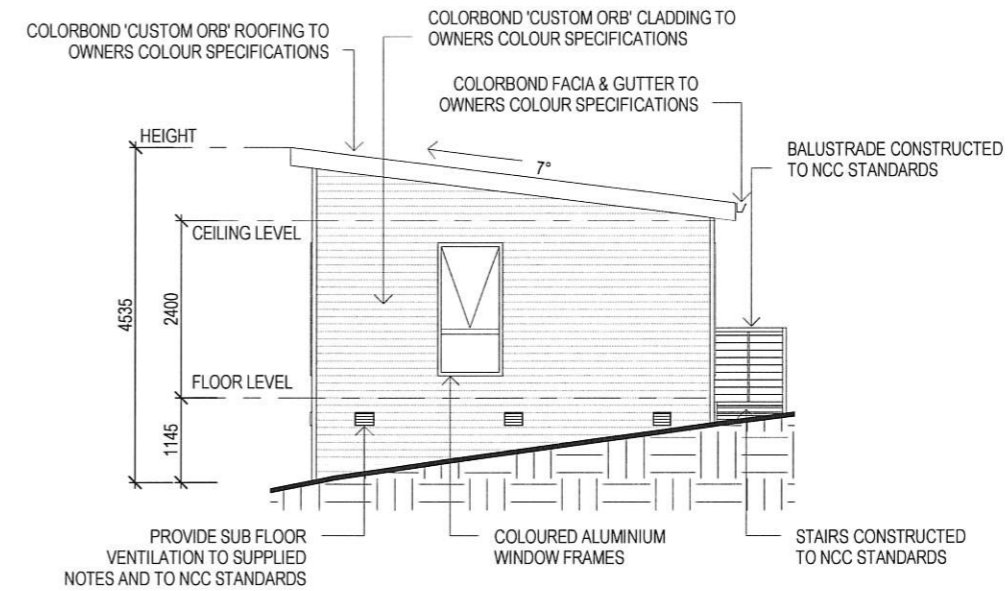 COLORBOND 'CUSTOM ORB' ROOFING TO
OWNERS COLOUR SPECIFICATIONS
COLORBOND 'CUSTOM ORB' CLADDING TO
OWNERS COLOUR SPECIFICATIONS
COLORBOND FACIA & GUTTER TO
OWNERS COLOUR SPECIFICATIONS
HEIGHT
BALUSTRADE CONSTRUCTED
TO NCC STANDARDS
7°
CEILING LEVEL
4535
2400
FLOOR LEVEL
1145
PROVIDE SUB FLOOR
VENTILATION TO SUPPLIED
NOTES AND TO NCC STANDARDS
COLOURED ALUMINIUM
WINDOW FRAMES
STAIRS CONSTRUCTED
TO NCC STANDARDS